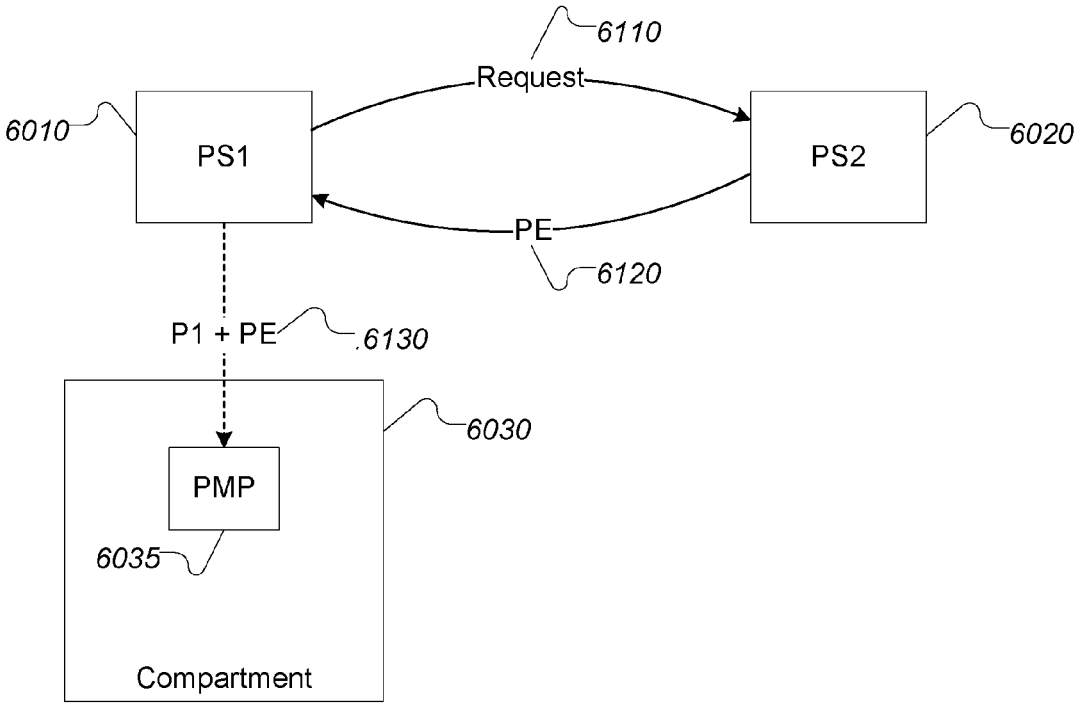 6110
Request
6010
PS1
PS2
6020
PE
6120
P1 + PE
.6130
6030
PMP
6035
Compartment